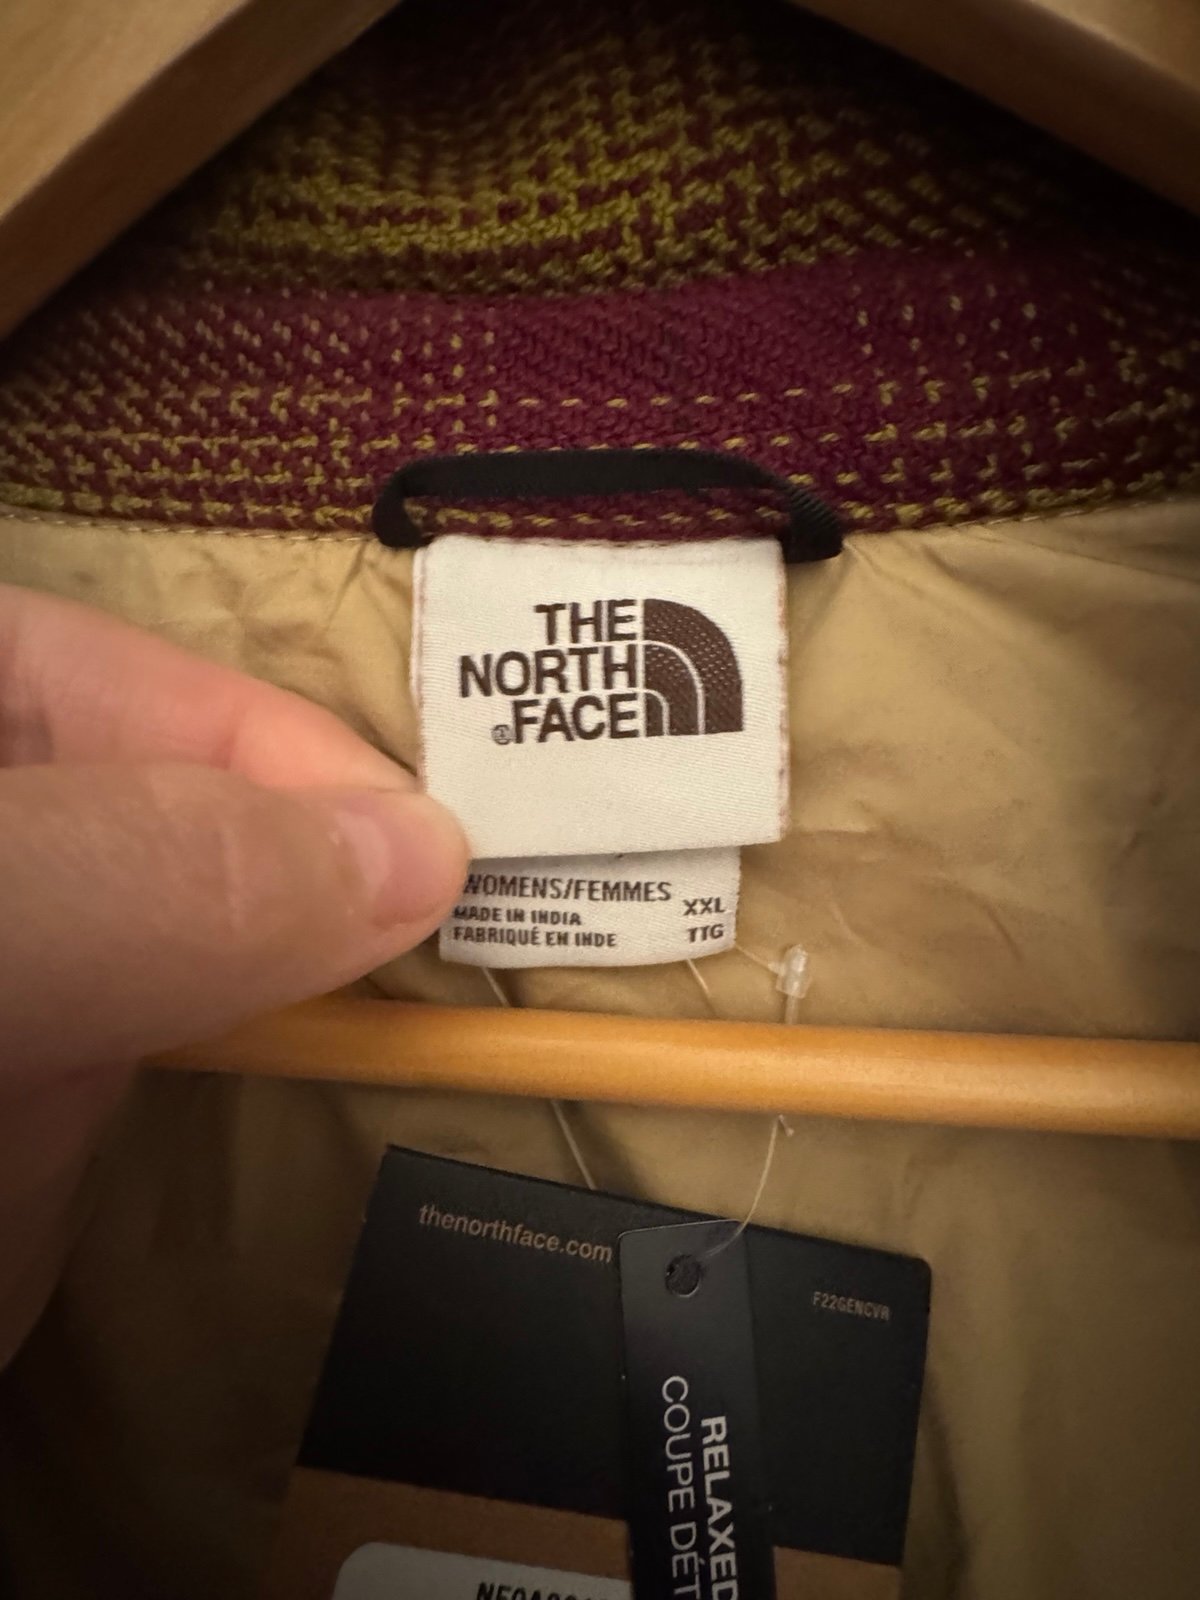 THE
NORTH
FACE
WOMENS/FEMMES XXL
MADE IN INDIA
FABRIQUÉ EN INDE TTG
thenorthface.com
F22GENCVR
RELAXED
COUPE DÉT